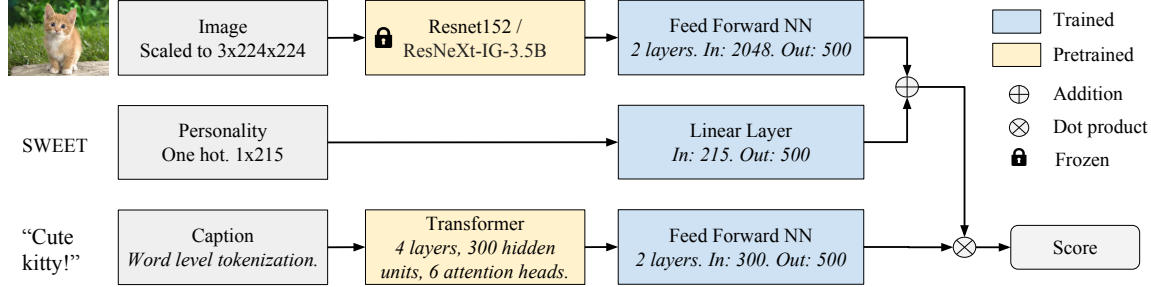 Image
Scaled to 3x224x224
Resnet152 /
ResNeXt-IG-3.5B
Feed Forward NN
2 layers. In: 2048. Out: 500
Trained
Pretrained
Addition
Dot product
Frozen
SWEET
Personality
One hot. 1x215
Linear Layer
In: 215. Out: 500
“Cute
kitty!”
Caption
Word level tokenization.
Transformer
4 layers, 300 hidden
units, 6 attention heads.
Feed Forward NN
2 layers. In: 300. Out: 500
Score